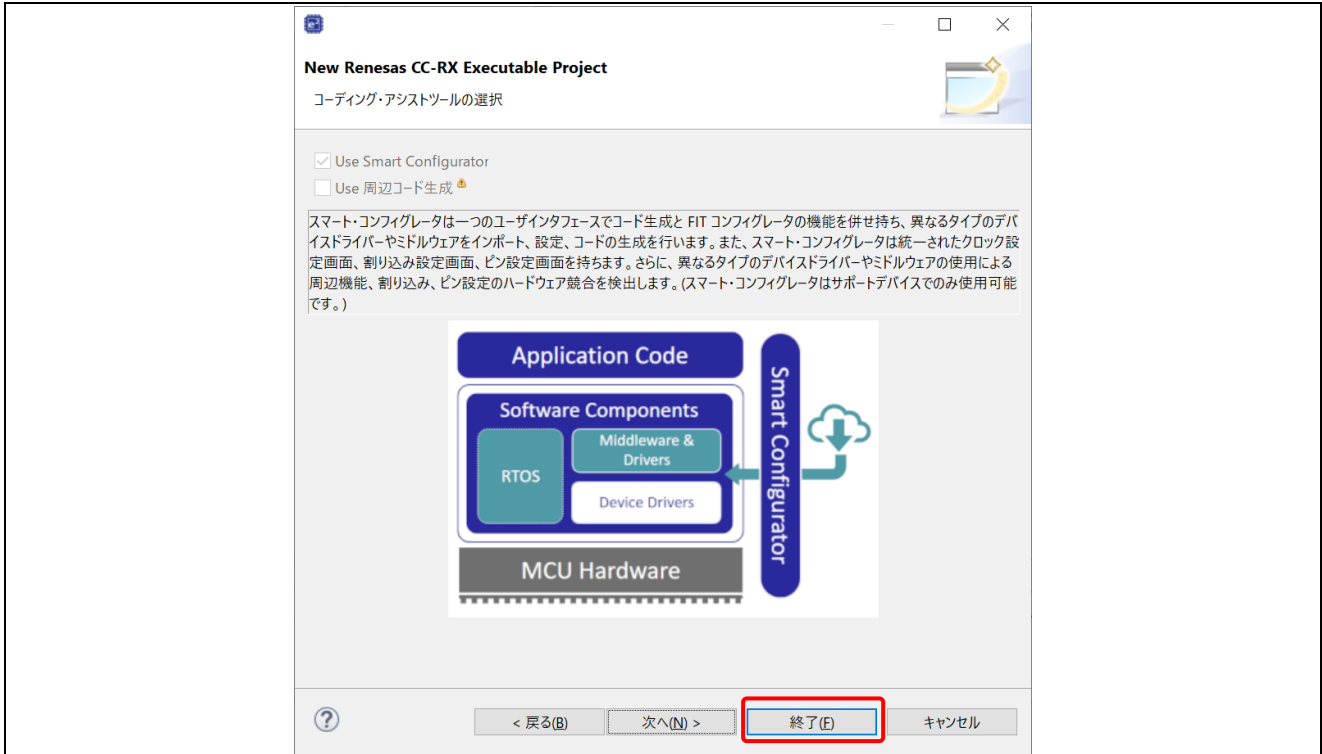 New Renesas CC-RX Executable Project
コーディング・アシストツールの選択
Use Smart Configurator
Use 周辺コード生成
スマート・コンフィグレータは一つのユーザインタフェースでコード生成と FIT コンフィグレータの機能を併せ持ち、異なるタイプのデバ
イスドライバーやミドルウェアをインポート、設定、コードの生成を行います。また、スマート・コンフィグレータは統一されたクロック設
定画面、割り込み設定画面、ピン設定画面を持ちます。さらに、異なるタイプのデバイスドライバーやミドルウェアの使用による
周辺機能、割り込み、ピン設定のハードウェア競合を検出します。(スマート・コンフィグレータはサポートデバイスでのみ使用可能
です。)
Application Code
Software Components
RTOS
Middleware &
Drivers
Device Drivers
MCU Hardware
Smart Configurator
< 戻る(B)
次へ(N) >
終了(F)
キャンセル